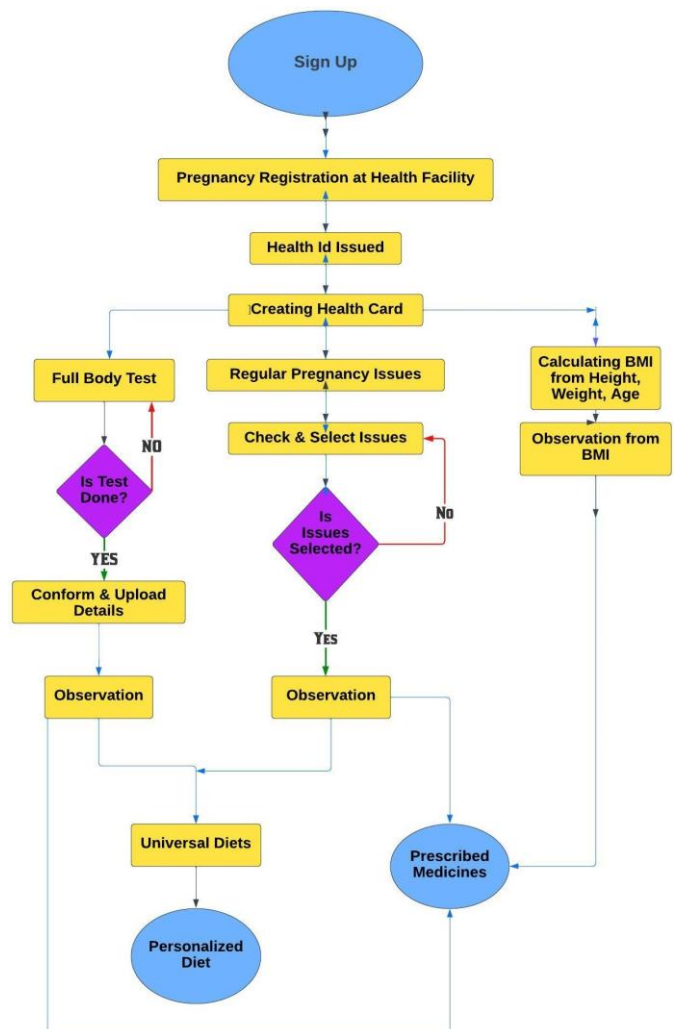 Sign Up
Pregnancy Registration at Health Facility
Health Id Issued
Creating Health Card
Full Body Test
Regular Pregnancy Issues
Calculating BMI
from Height,
Weight, Age
Check & Select Issues
Observation from
BMI
NO
Is Test
Done?
No
Is
Issues
Selected?
YES
Conform & Upload
Details
Yes
Observation
Observation
Universal Diets
Prescribed
Medicines
Personalized
Diet